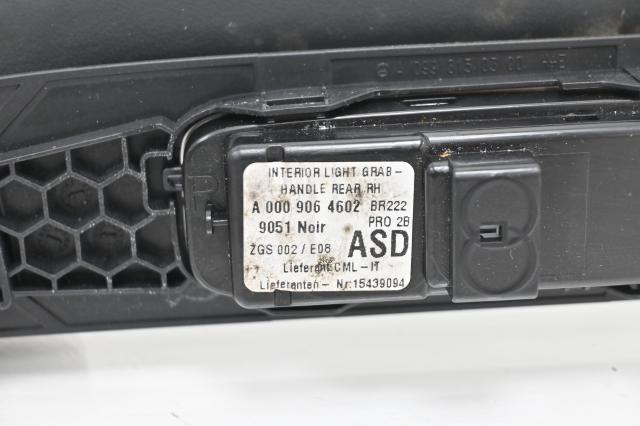 INTERIOR LIGHT GRAB-
HANDLE REAR RH
A 000 906 4602 BR222
9051 Noir PRO 2B
ZGS 002 / E08 ASD
Lieferant CML-IT
Lieferanten - Nr:15439094